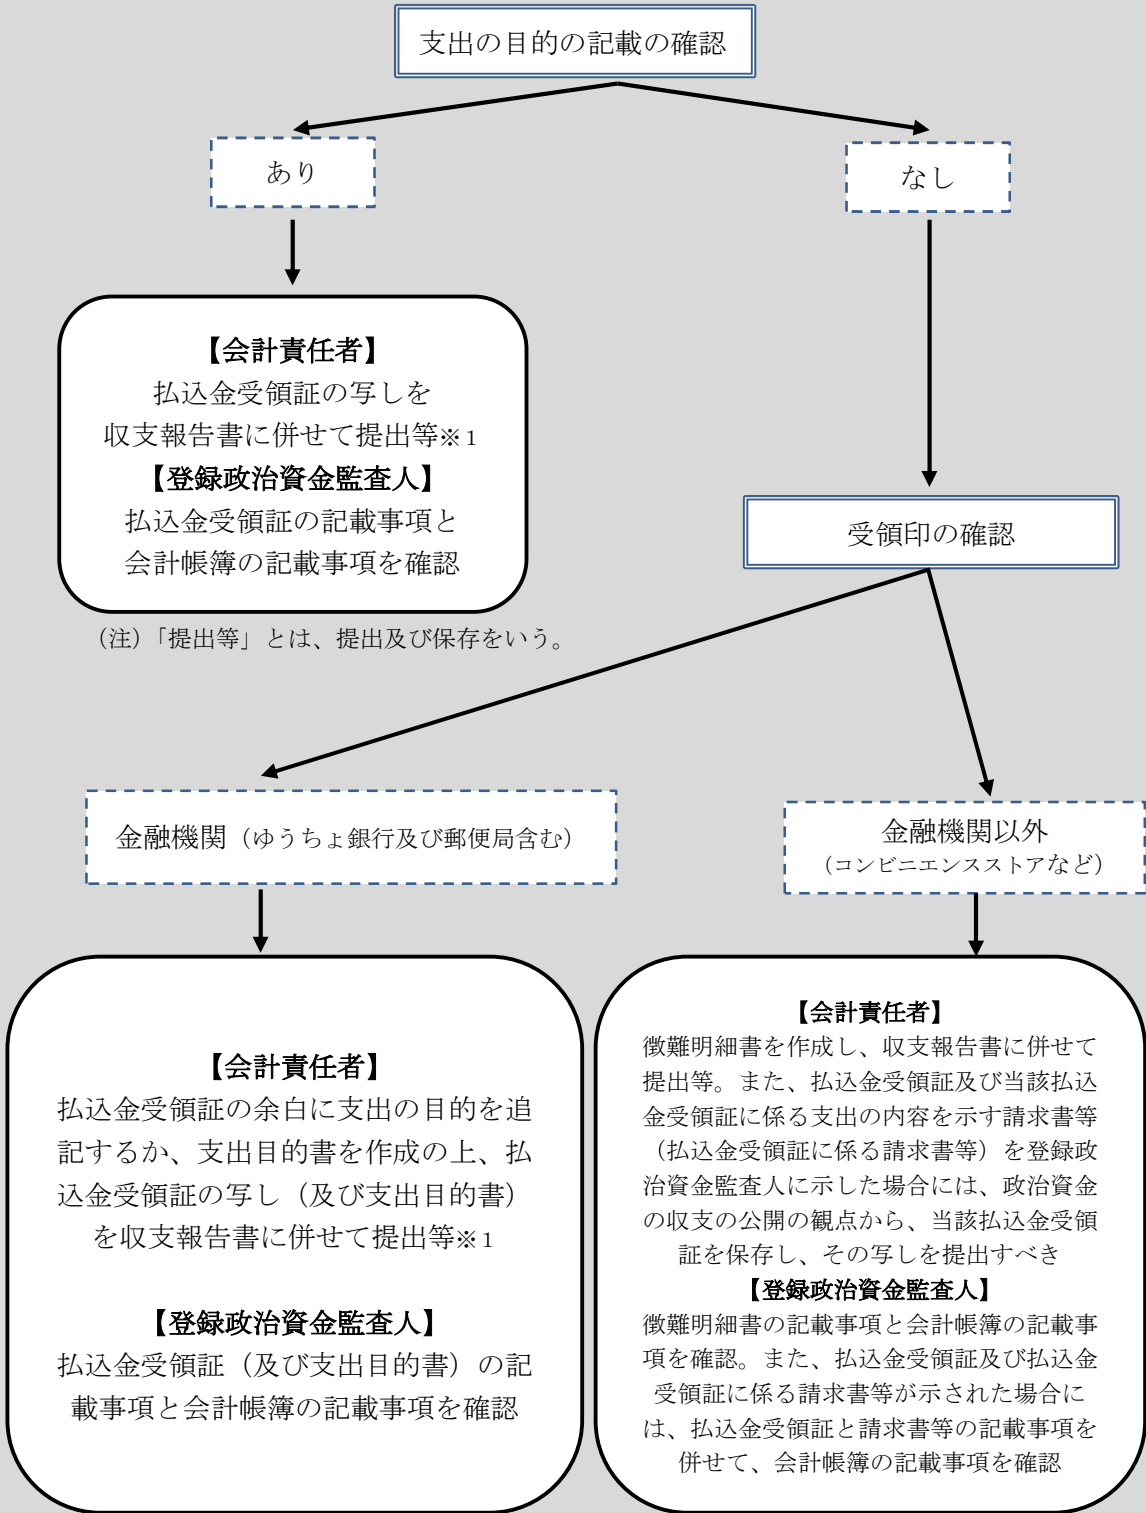 支出の目的の記載の確認
あり
なし
【会計責任者】
払込金受領証の写しを
収支報告書に併せて提出等※1
【登録政治資金監査人】
払込金受領証の記載事項と
会計帳簿の記載事項を確認
（注）「提出等」とは、提出及び保存をいう。
受領印の確認
金融機関（ゆうちょ銀行及び郵便局含む）
金融機関以外
（コンビニエンスストアなど）
【会計責任者】
払込金受領証の余白に支出の目的を追
記するか、支出目的書を作成の上、払
込金受領証の写し（及び支出目的書）
を収支報告書に併せて提出等※1
【登録政治資金監査人】
払込金受領証（及び支出目的書）の記
載事項と会計帳簿の記載事項を確認
【会計責任者】
徴難明細書を作成し、収支報告書に併せて
提出等。また、払込金受領証及び当該払込
金受領証に係る支出の内容を示す請求書等
（払込金受領証に係る請求書等）を登録政
治資金監査人に示した場合には、政治資金
の収支の公開の観点から、当該払込金受領
証を保存し、その写しを提出すべき
【登録政治資金監査人】
徴難明細書の記載事項と会計帳簿の記載事
項を確認。また、払込金受領証及び払込金
受領証に係る請求書等が示された場合に
は、払込金受領証と請求書等の記載事項を
併せて、会計帳簿の記載事項を確認